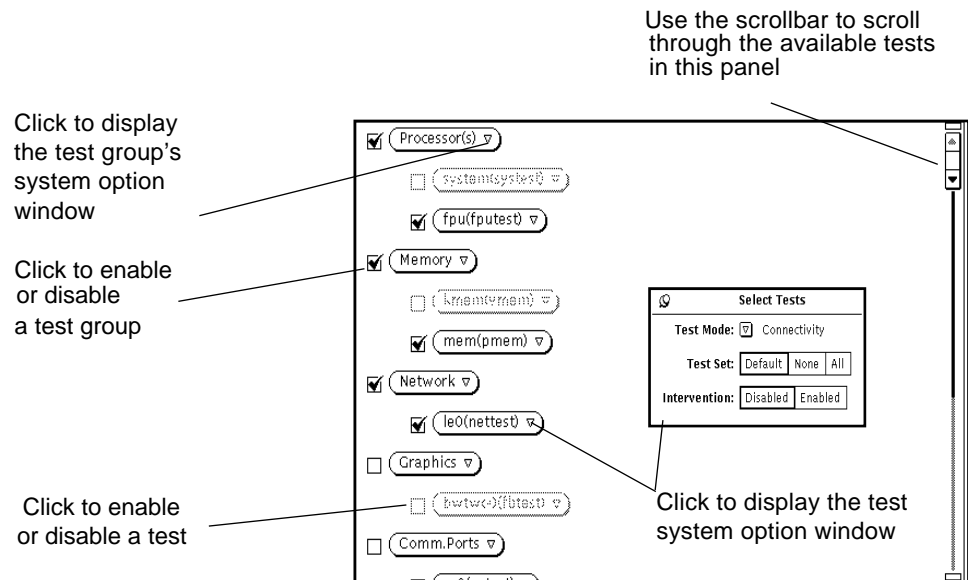 Use the scrollbar to scroll
through the available tests
in this panel
Click to display
the test group's
system option
window
Click to enable
or disable
a test group
Click to enable
or disable a test
Processor(s)
system(systest)
fpu(fputest)
Memory
kmem(vmem)
mem(pmem)
Network
le0(nettest)
Graphics
(fbtest)
Comm.Ports
Select Tests
Test Mode: Connectivity
Test Set: Default None All
Intervention: Disabled Enabled
Click to display the test
system option window